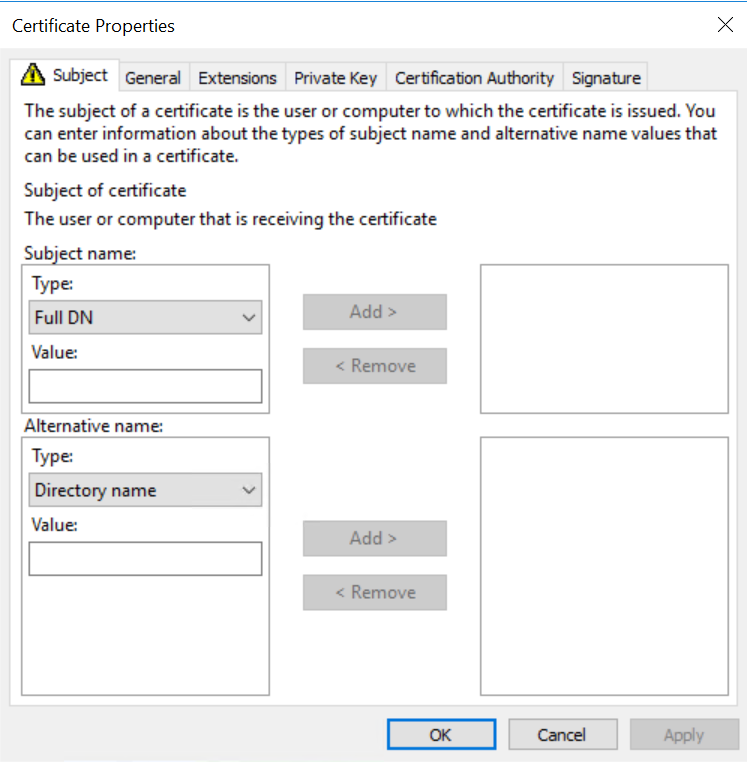 Certificate Properties
Subject General Extensions Private Key Certification Authority Signature
The subject of a certificate is the user or computer to which the certificate is issued. You
can enter information about the types of subject name and alternative name values that
can be used in a certificate.
Subject of certificate
The user or computer that is receiving the certificate
Subject name:
Type:
Full DN
Add >
Value:
< Remove
Alternative name:
Type:
Directory name
Value:
Add >
< Remove
OK Cancel Apply